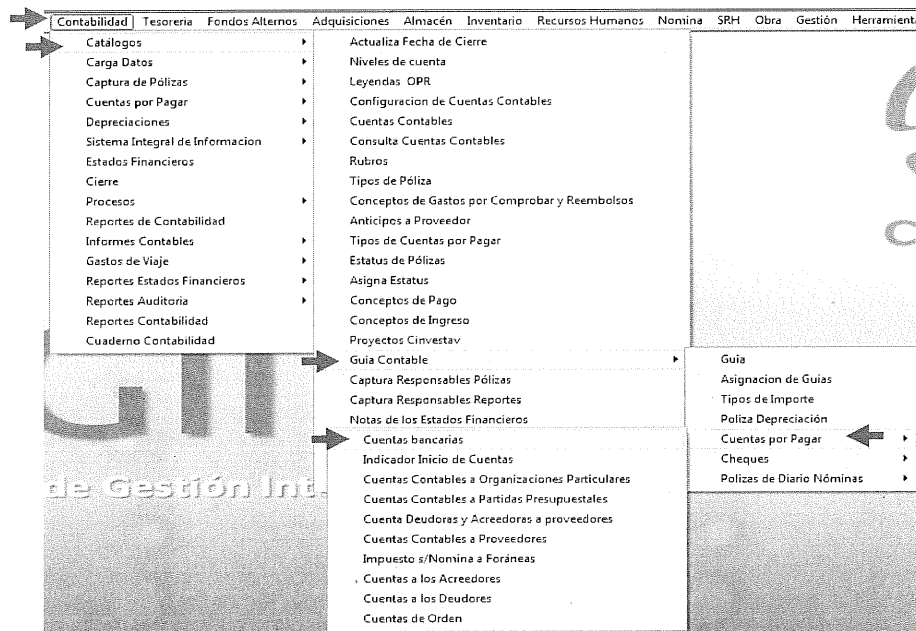 Contabilidad Tesoreria Fondos Alternos Adquisiciones Almacén Inventario Recursos Humanos Nomina SRH Obra Gestión Herramient
Catálogos
Carga Datos
Captura de Pólizas
Cuentas por Pagar
Depreciaciones
Sistema Integral de Informacion
Estados Financieros
Cierre
Procesos
Reportes de Contabilidad
Informes Contables
Gastos de Viaje
Reportes Estados Financieros
Reportes Auditoria
Reportes Contabilidad
Cuaderno Contabilidad
Actualiza Fecha de Cierre
Niveles de cuenta
Leyendas OPR
Configuracion de Cuentas Contables
Cuentas Contables
Consulta Cuentas Contables
Rubros
Tipos de Póliza
Conceptos de Gastos por Comprobar y Reembolsos
Anticipos a Proveedor
Tipos de Cuentas por Pagar
Estatus de Pólizas
Asigna Estatus
Conceptos de Pago
Conceptos de Ingreso
Proyectos Cinvestav
Guia Contable
Captura Responsables Pólizas
Captura Responsables Reportes
Notas de los Estados Financieros
Cuentas bancarias
Indicador Inicio de Cuentas
Cuentas Contables a Organizaciones Particulares
Cuentas Contables a Partidas Presupuestales
Cuenta Deudoras y Acreedoras a proveedores
Cuentas Contables a Proveedores
Impuesto s/Nomina a Foráneas
Cuentas a los Acreedores
Cuentas a los Deudores
Cuentas de Orden
Guia
Asignacion de Guias
Tipos de Importe
Poliza Depreciación
Cuentas por Pagar
Cheques
Polizas de Diario Nóminas
de Gestión Int